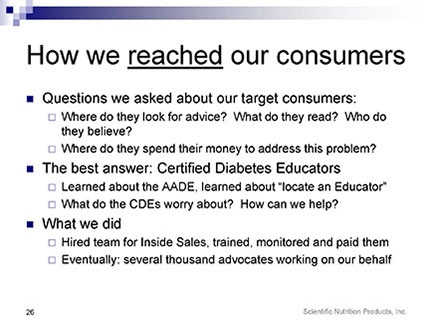 How we reached our consumers
Questions we asked about our target consumers:
Where do they look for advice? What do they read? Who do
they believe?
Where do they spend their money to address this problem?
The best answer: Certified Diabetes Educators
Learned about the AADE, learned about “locate an Educator”
What do the CDEs worry about? How can we help?
What we did
Hired team for Inside Sales, trained, monitored and paid them
Eventually: several thousand advocates working on our behalf
26
Scientific Nutrition Products, Inc.